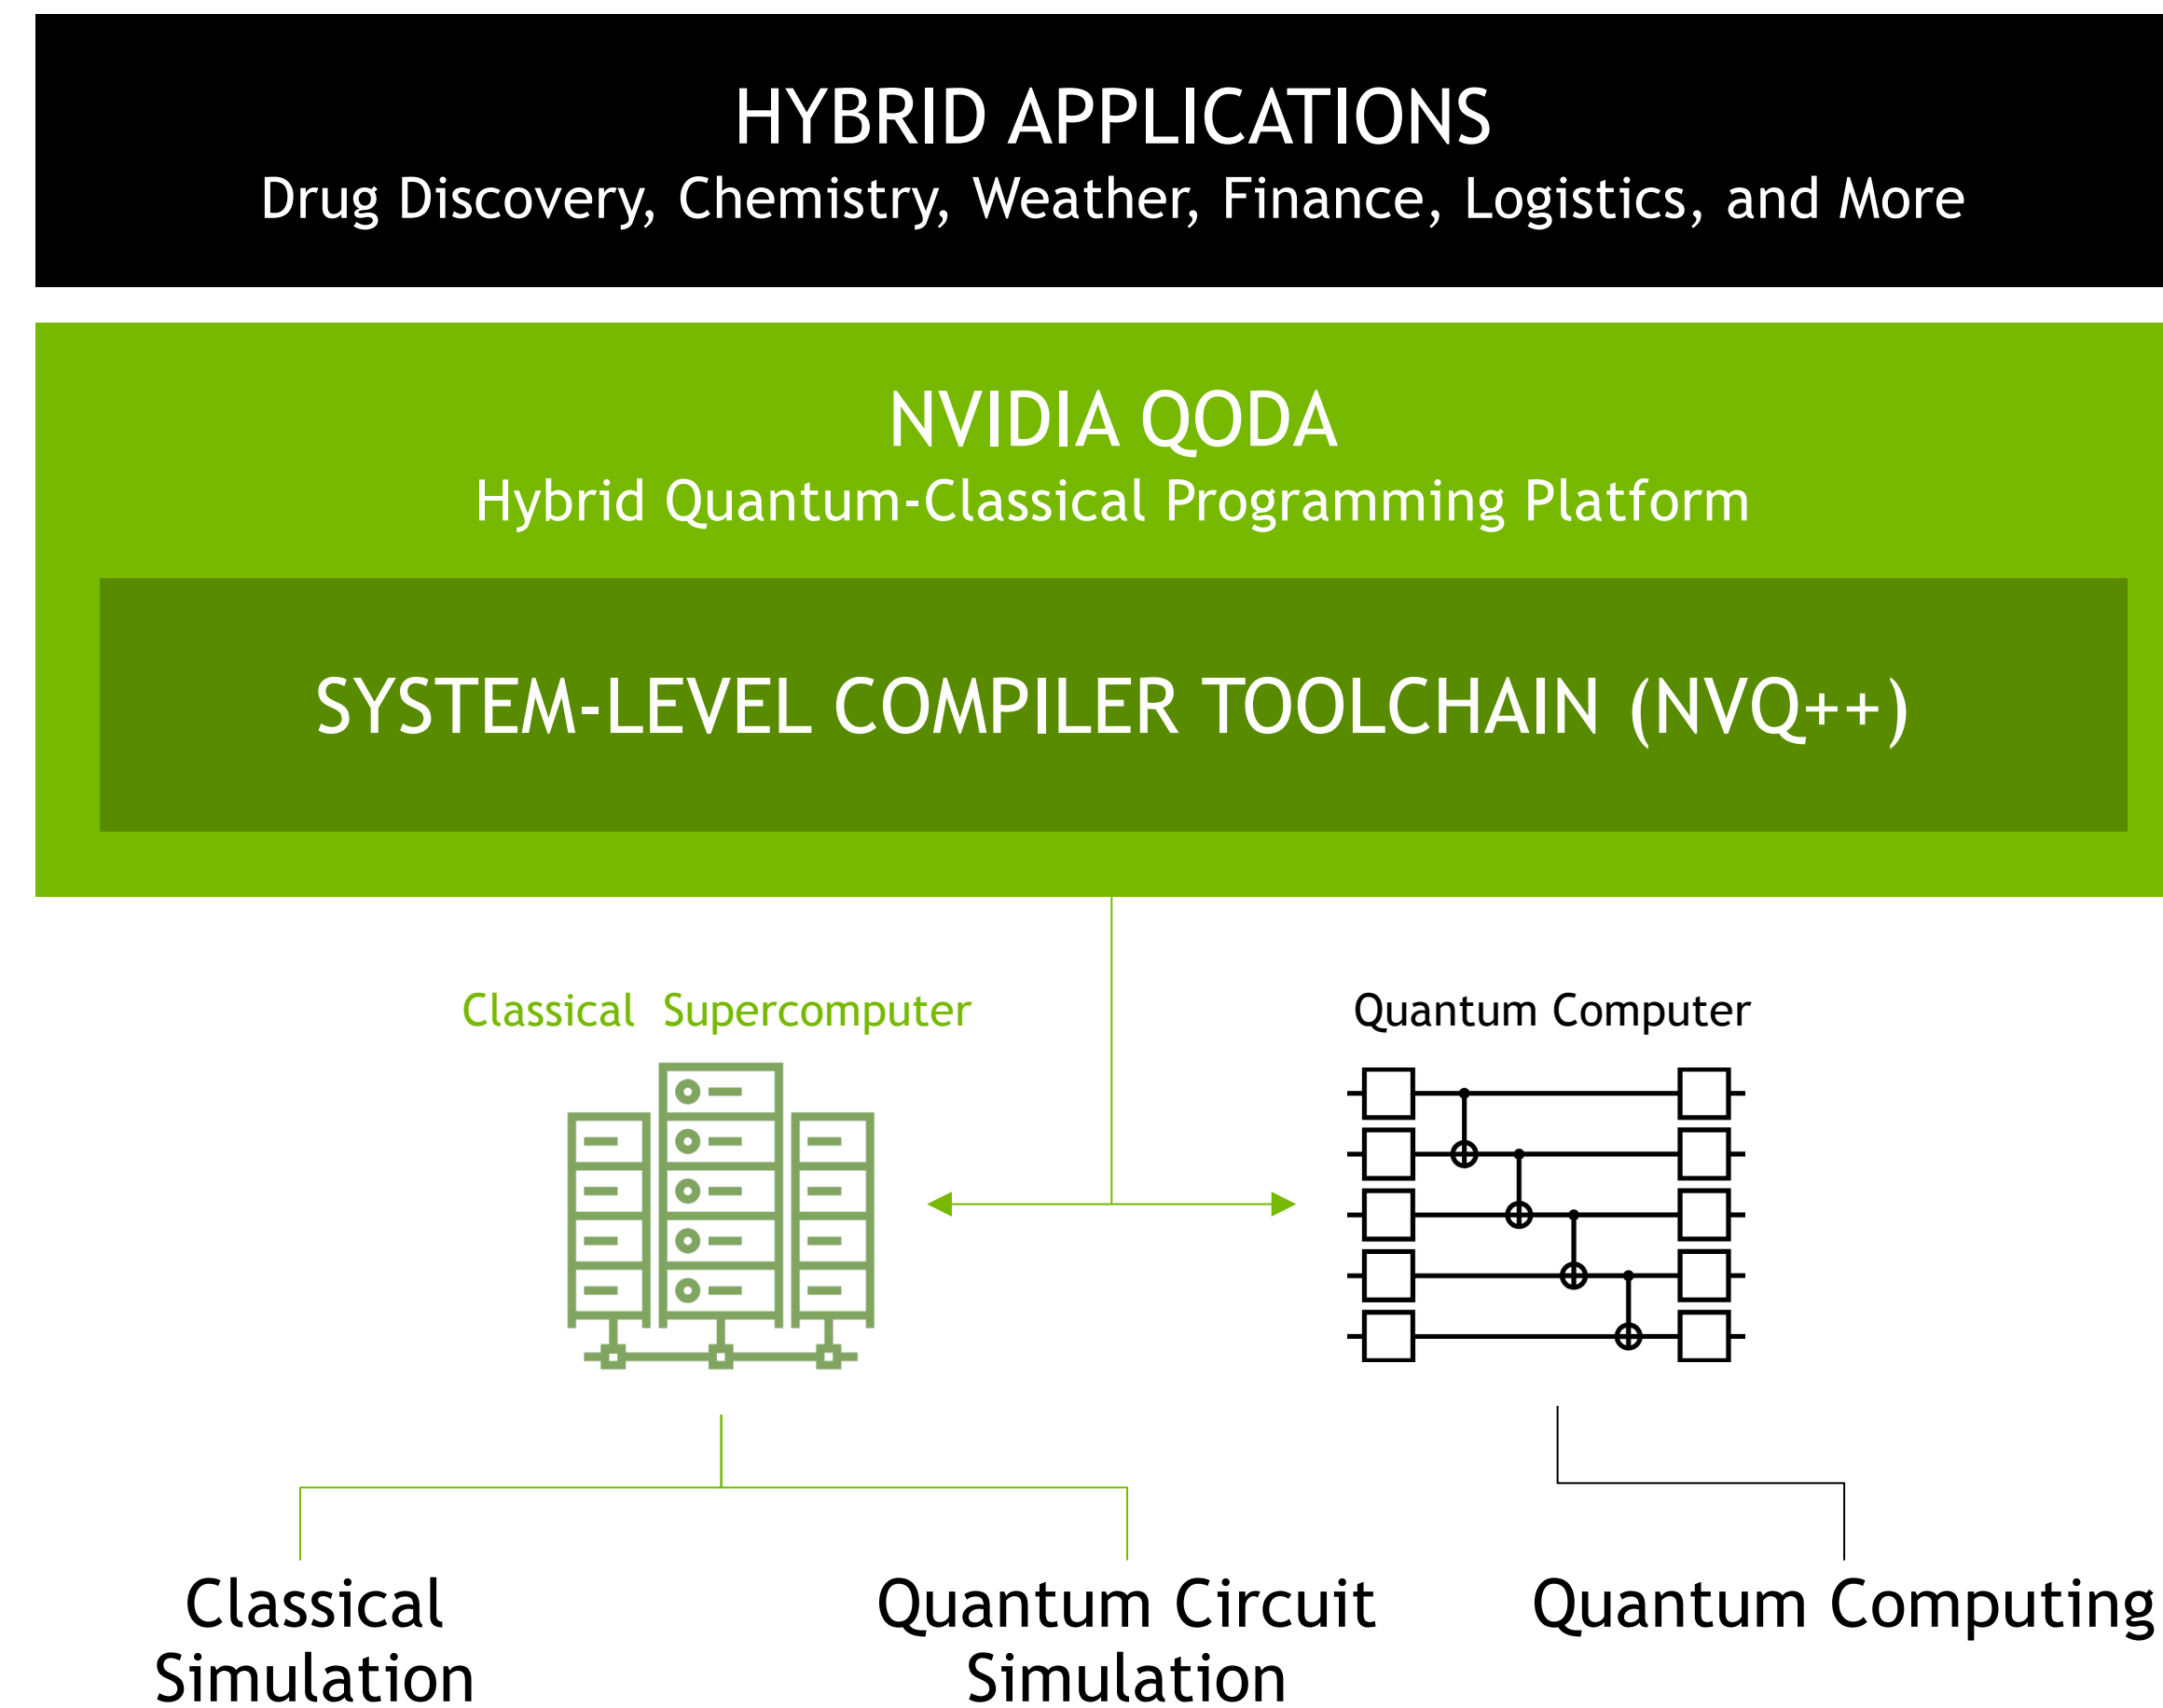 HYBRID APPLICATIONS
Drug Discovery, Chemistry, Weather, Finance, Logistics, and More
NVIDIA QODA
Hybrid Quantum-Classical Programming Platform
SYSTEM-LEVEL COMPILER TOOLCHAIN (NVQ++)
Classical Supercomputer
Quantum Computer
Classical
Simulation
Quantum Circuit
Simulation
Quantum Computing